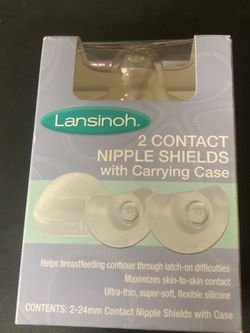 Lansinoh®
2 CONTACT
NIPPLE SHIELDS
with Carrying Case
Helps breastfeeding continue through latch-on difficulties
Maximizes skin-to-skin contact
Ultra-thin, super-soft, flexible silicone
CONTENTS: 2-24mm Contact Nipple Shields with Case